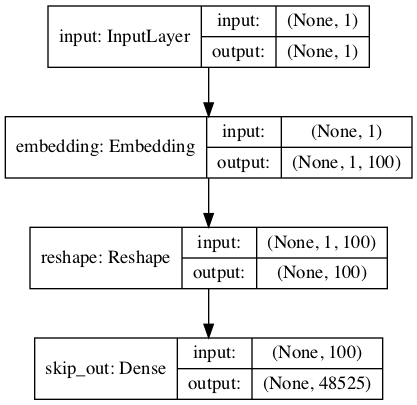 input: InputLayer
input: (None, 1)
output: (None, 1)
embedding: Embedding
input: (None, 1)
output: (None, 1, 100)
reshape: Reshape
input: (None, 1, 100)
output: (None, 100)
skip_out: Dense
input: (None, 100)
output: (None, 48525)